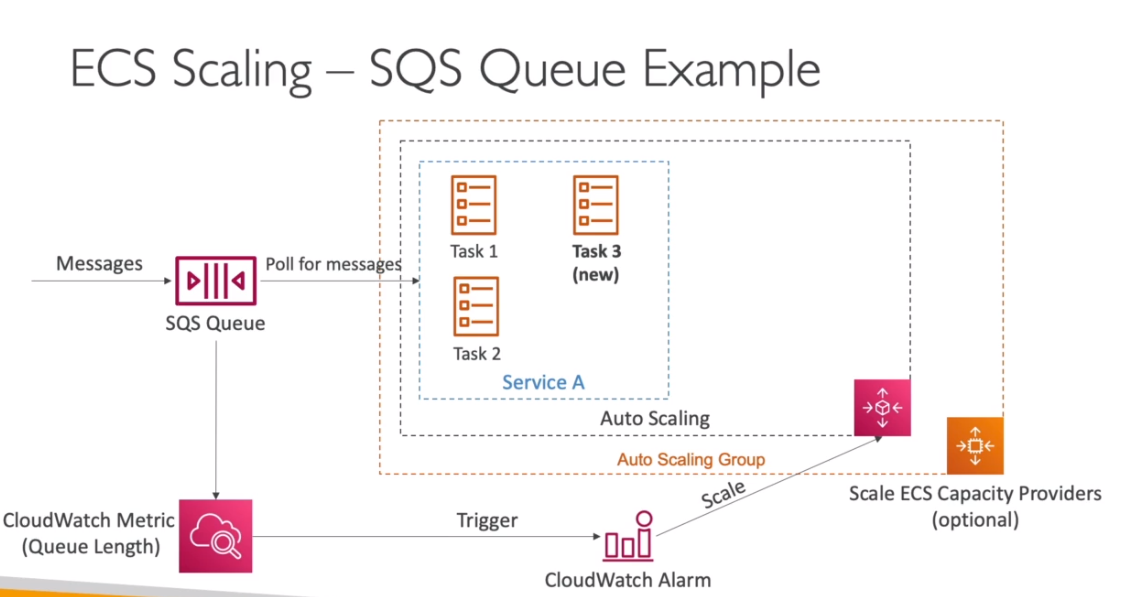 ECS Scaling – SQS Queue Example
Messages
Poll for messages
SQS Queue
Task 1
Task 3
(new)
Task 2
Service A
Auto Scaling
Auto Scaling Group
Scale
Scale ECS Capacity Providers
(optional)
CloudWatch Metric
(Queue Length)
Trigger
CloudWatch Alarm